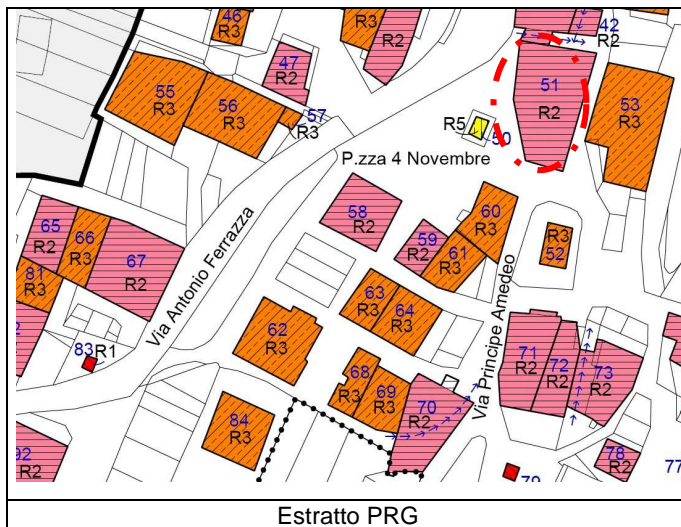 46
R3
R2
42
R2
47
R2
51
R2
55
R3
56
R3
57
R3
53
R3
R5
50
P.zza 4 Novembre
58
R2
59
R2
60
R3
61
R3
R3
52
65
R2
66
R3
67
R2
81
R3
Via Antonio Ferrazza
63
R3
64
R3
62
R3
Via Principe Amedeo
83
R1
68
R3
69
R3
70
R2
71
R2
72
R2
73
R2
84
R3
92
R2
78
R2
77
79
Estratto PRG